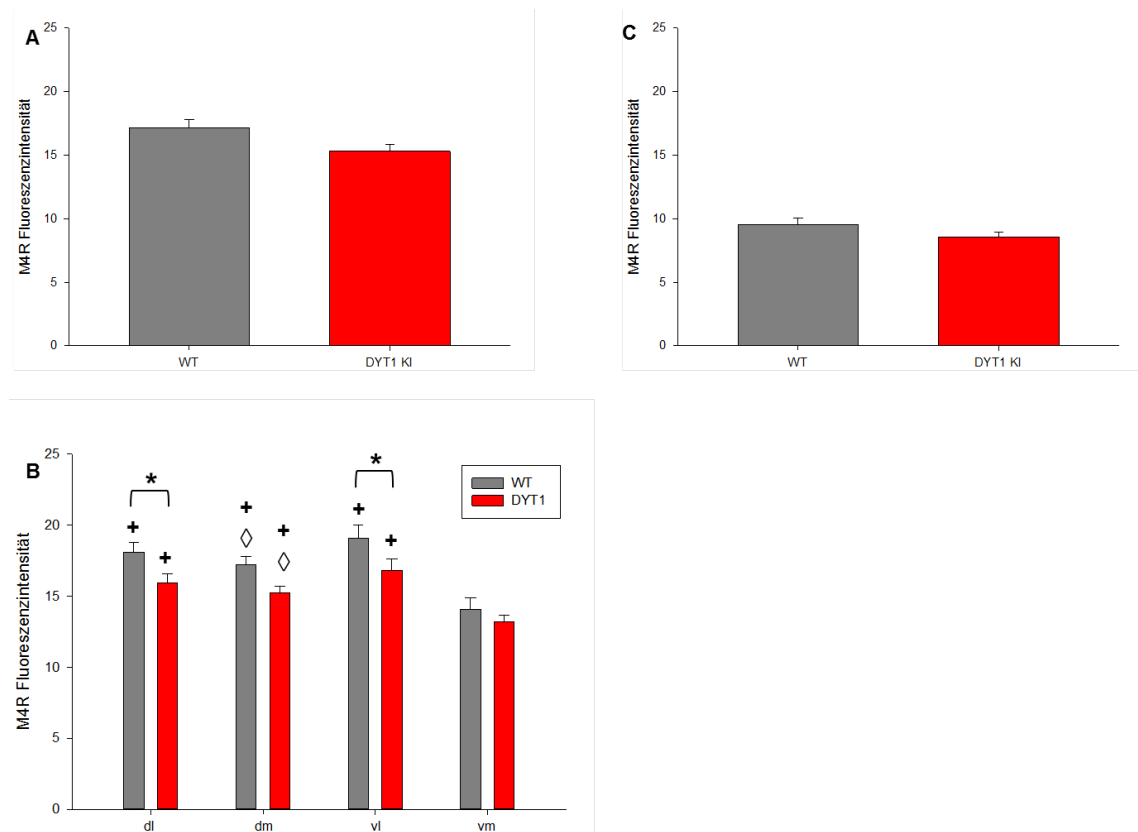 A
M4R Fluoreszenzintensität
25
20
15
10
5
0
WT
DYT1 KI
C
M4R Fluoreszenzintensität
25
20
15
10
5
0
WT
DYT1 KI
B
M4R Fluoreszenzintensität
25
20
15
10
5
0
*
+
+
+
◊
+
◊
*
+
+
WT
DYT1
dl
dm
vl
vm